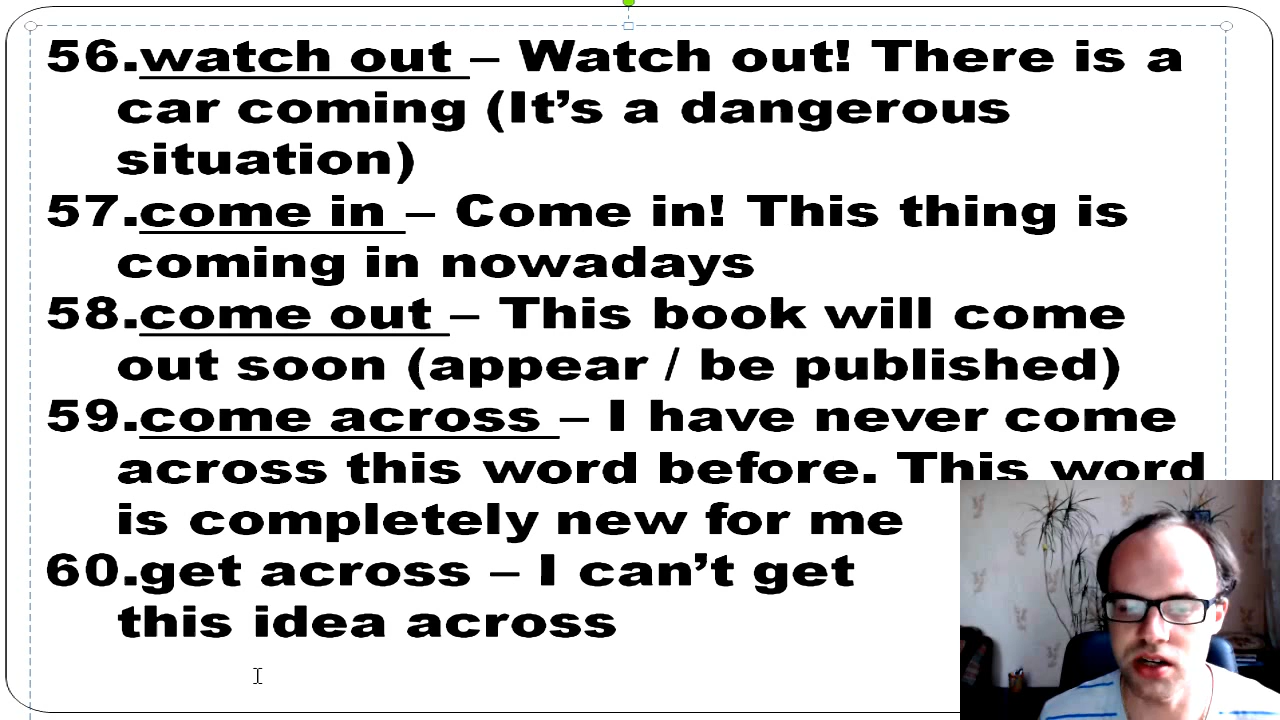 56.watch out – Watch out! There is a
car coming (It’s a dangerous
situation)
57.come in – Come in! This thing is
coming in nowadays
58.come out – This book will come
out soon (appear / be published)
59.come across – I have never come
across this word before. This word
is completely new for me
60.get across – I can’t get
this idea across